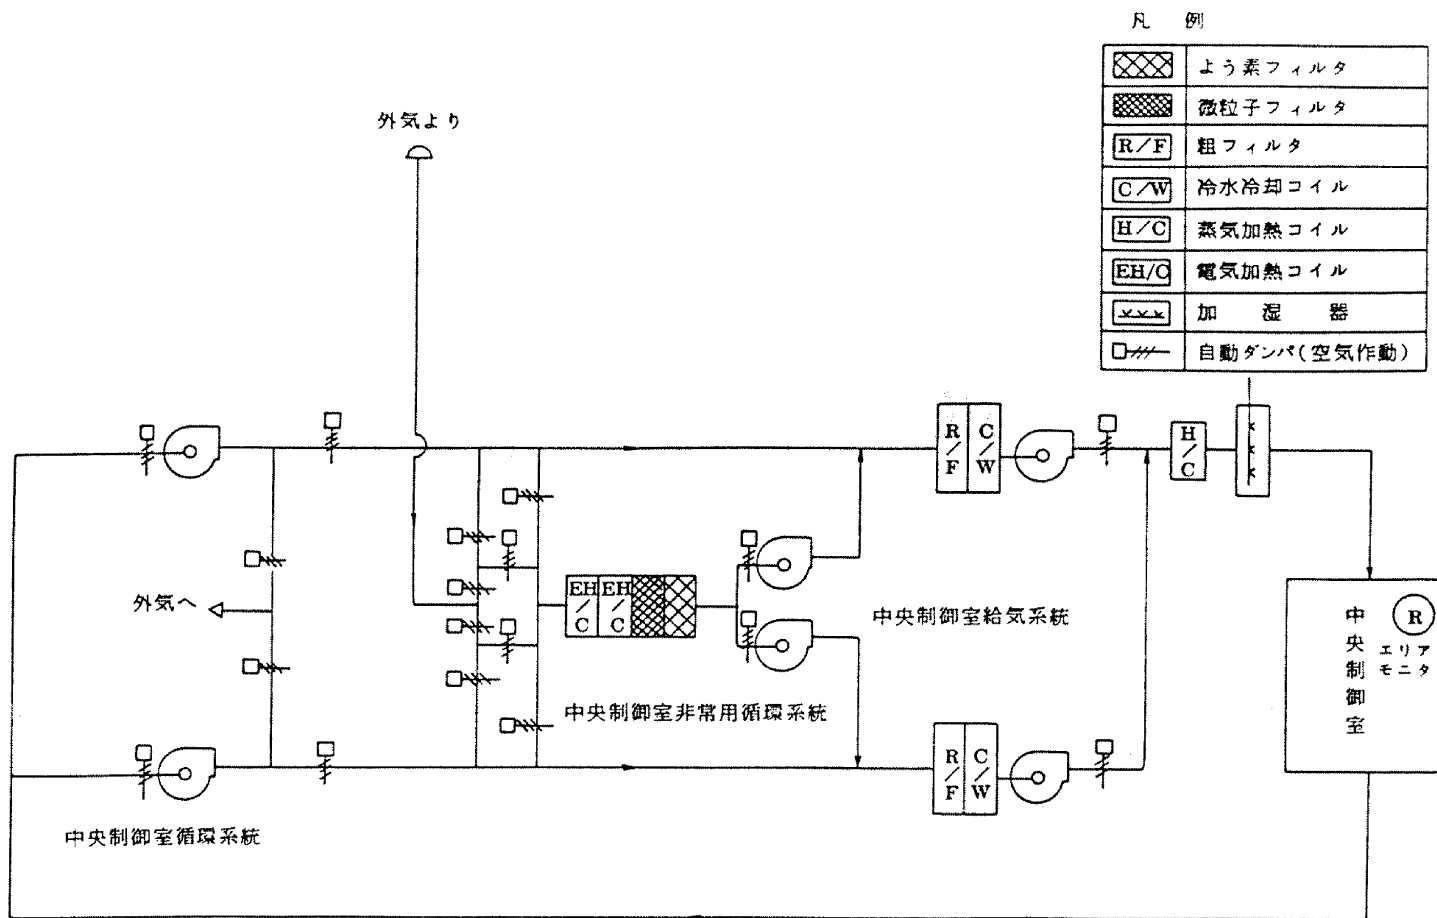 凡 例
よう素フィルタ
微粒子フィルタ
R/F 粗フィルタ
C/W 冷水冷却コイル
H/C 蒸気加熱コイル
EH/C 電気加熱コイル
加 湿 器
自動ダンパ(空気作動)
外気より
R/F
C/W
H/C
外気へ
EH/C
EH/C
中央制御室給気系統
中央制御室
R
エリア
モニタ
中央制御室非常用循環系統
R/F
C/W
中央制御室循環系統